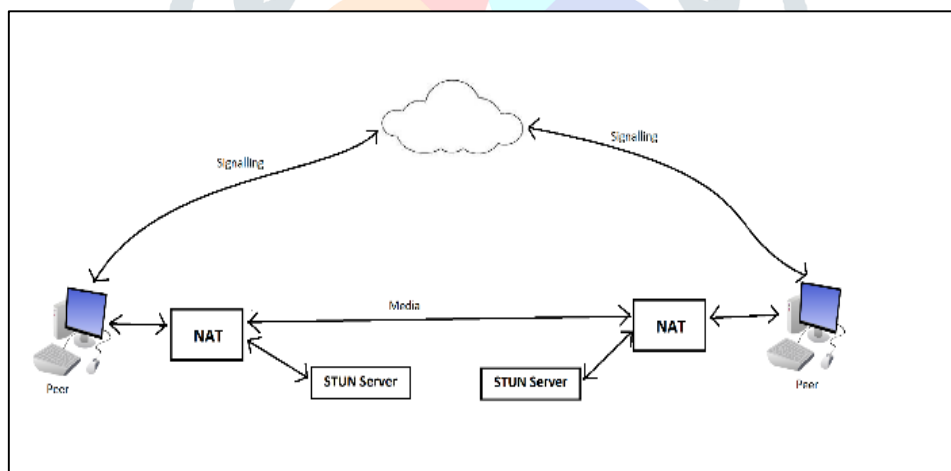 Signalling
Signalling
Media
NAT
NAT
STUN Server
STUN Server
Peer
Peer